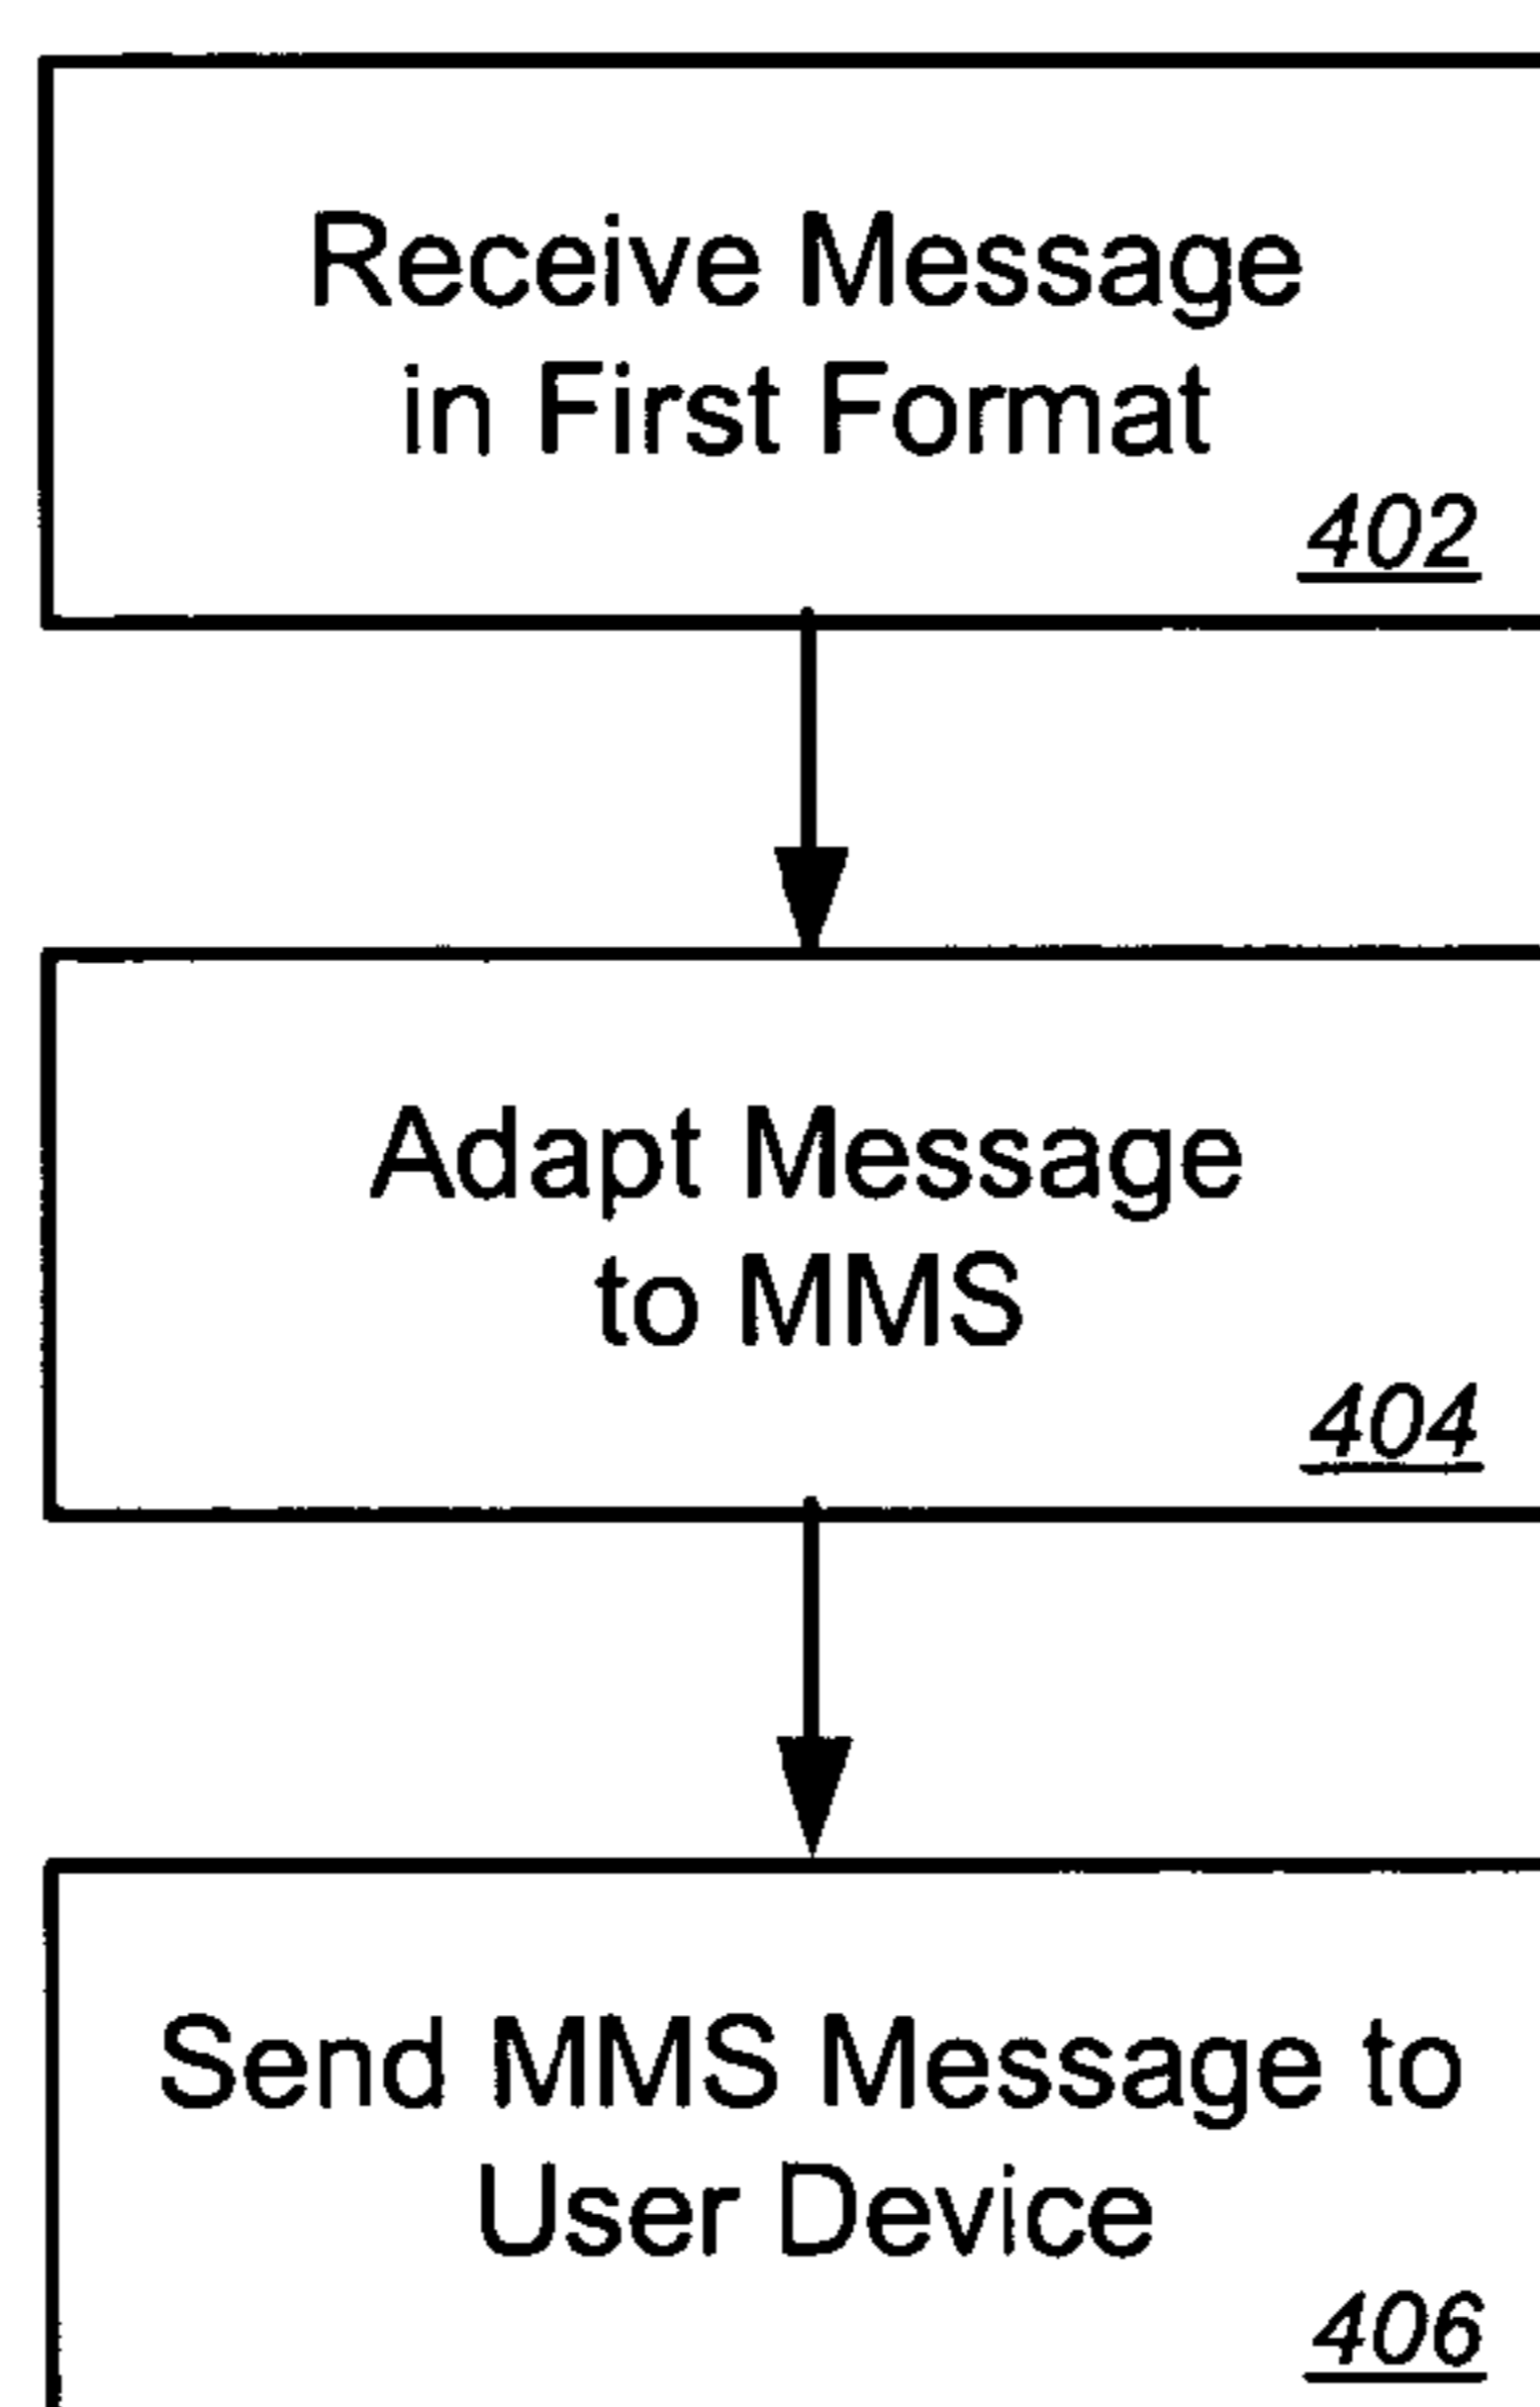 Receive Message
in First Format
402
Adapt Message
to MMS
404
Send MMS Message to
User Device
406